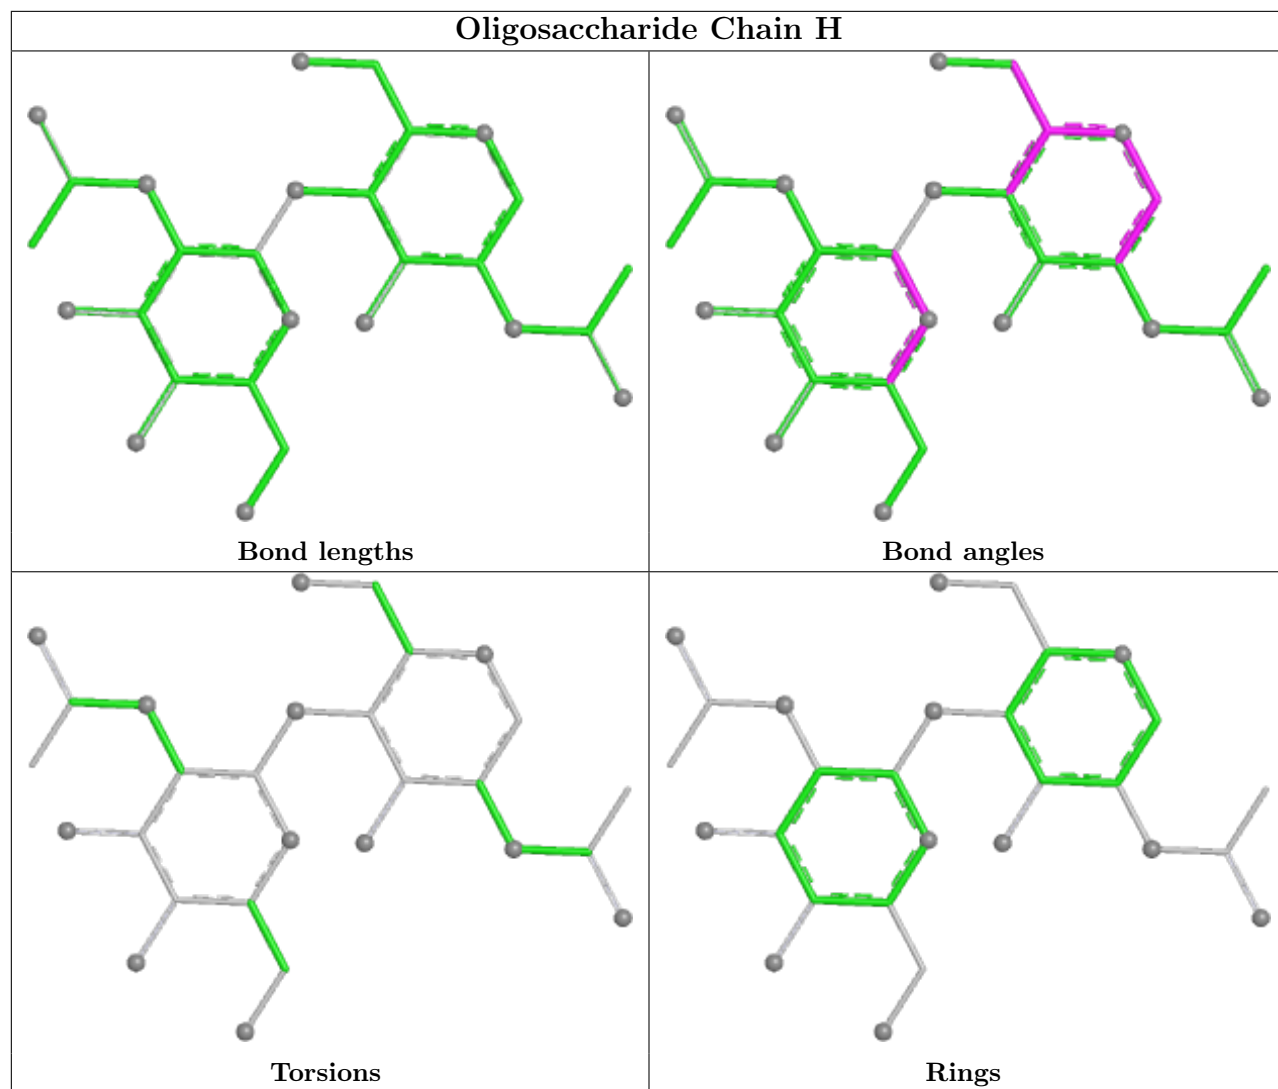 Oligosaccharide Chain H
Bond lengths
Bond angles
Torsions
Rings